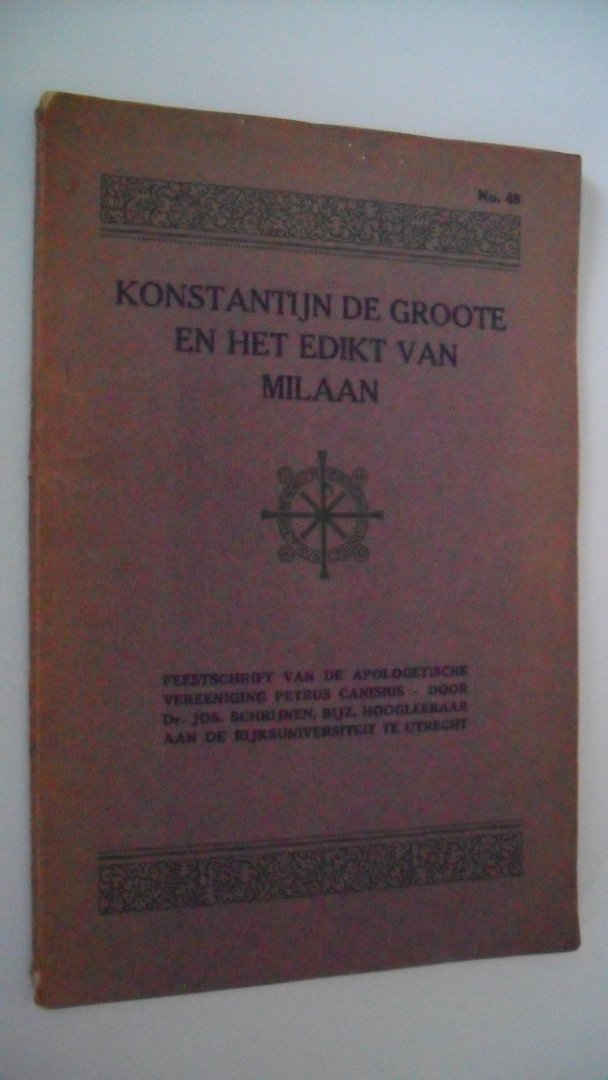 No. 48
KONSTANTIJN DE GROOTE
EN HET EDIKT VAN
MILAAN
FEESTSCHRIFT VAN DE APOLOGETISCHE
VEREENIGING PETRUS CANISIUS - DOOR
Dr. JOS. SCHRIJNEN, BIJZ. HOOGLEERAAR
AAN DE RIJKSUNIVERSITEIT TE UTRECHT